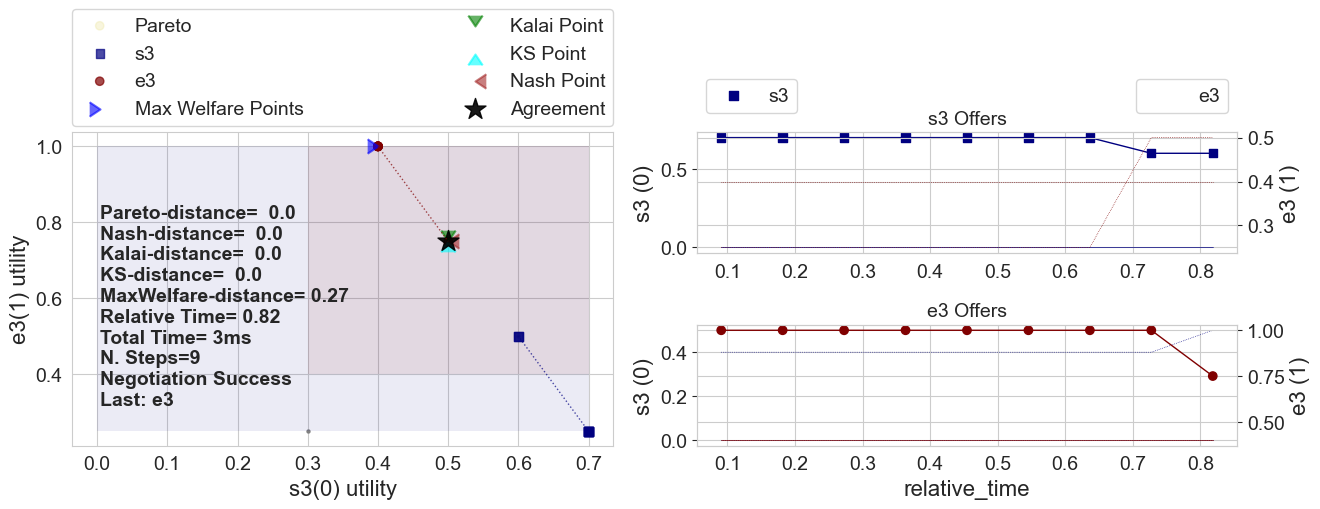 Pareto
s3
e3
Max Welfare Points
Kalai Point
KS Point
Nash Point
Agreement
1.0
0.8
0.6
0.4
e3(1) utility
Pareto-distance= 0.0
Nash-distance= 0.0
Kalai-distance= 0.0
KS-distance= 0.0
MaxWelfare-distance= 0.27
Relative Time= 0.82
Total Time= 3ms
N. Steps=9
Negotiation Success
Last: e3
0.0 0.1 0.2 0.3 0.4 0.5 0.6 0.7
s3(0) utility
s3
e3
s3 Offers
0.5
0.0
s3 (0)
0.5
0.4
0.3
e3 (1)
0.1 0.2 0.3 0.4 0.5 0.6 0.7 0.8
e3 Offers
0.4
0.2
0.0
s3 (0)
1.00
0.75
0.50
e3 (1)
0.1 0.2 0.3 0.4 0.5 0.6 0.7 0.8
relative_time